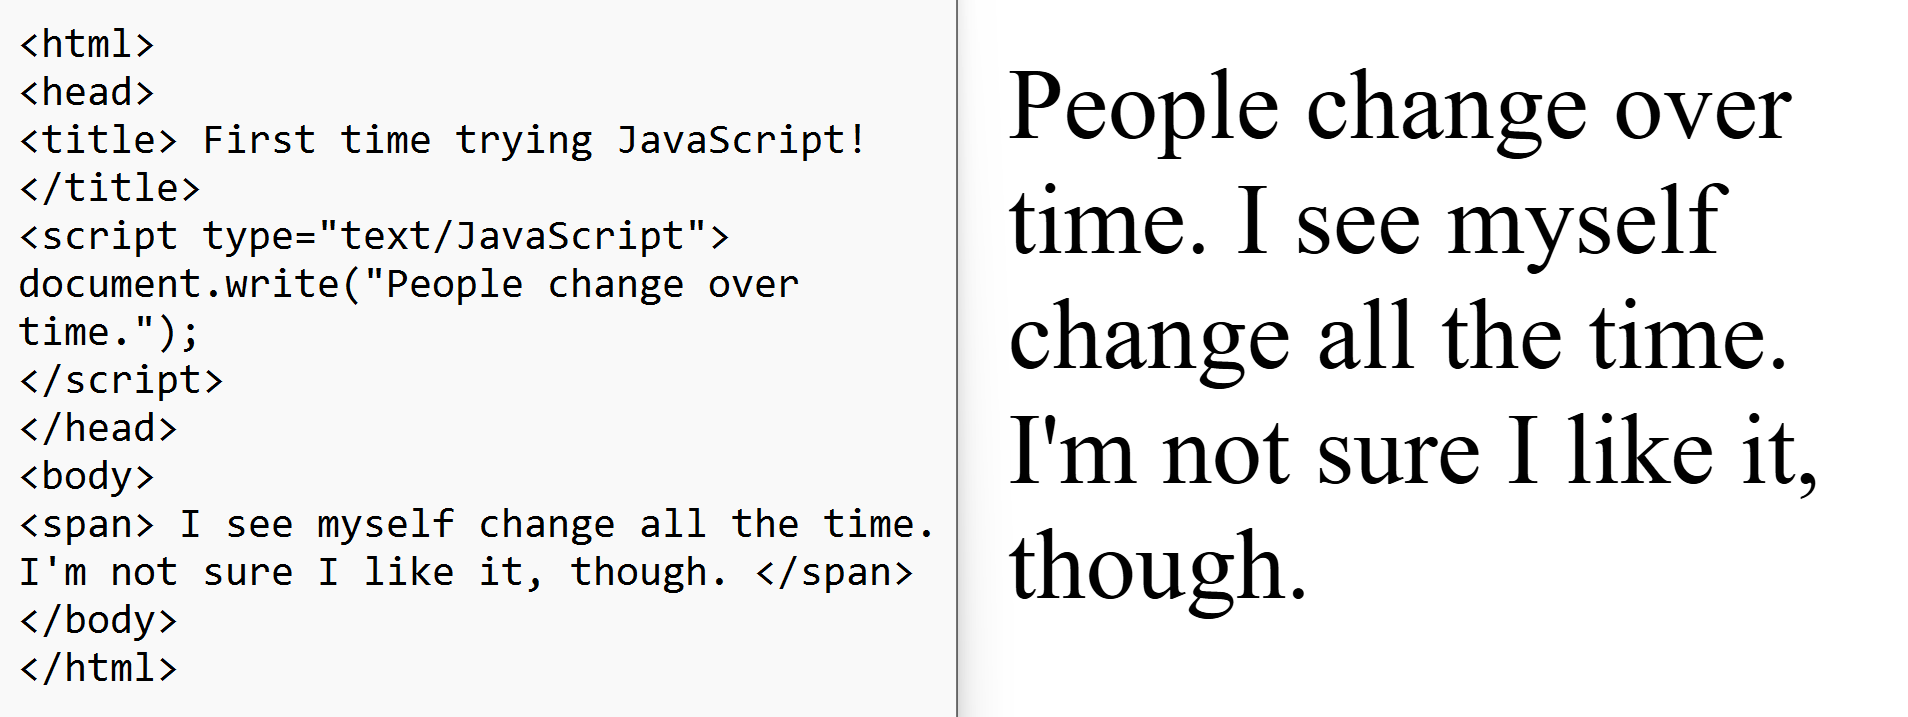 <html>
<head>
<title> First time trying JavaScript!
</title>
<script type="text/JavaScript">
document.write("People change over
time.");
</script>
</head>
<body>
<span> I see myself change all the time.
I'm not sure I like it, though. </span>
</body>
</html>
People change over
time. I see myself
change all the time.
I'm not sure I like it,
though.